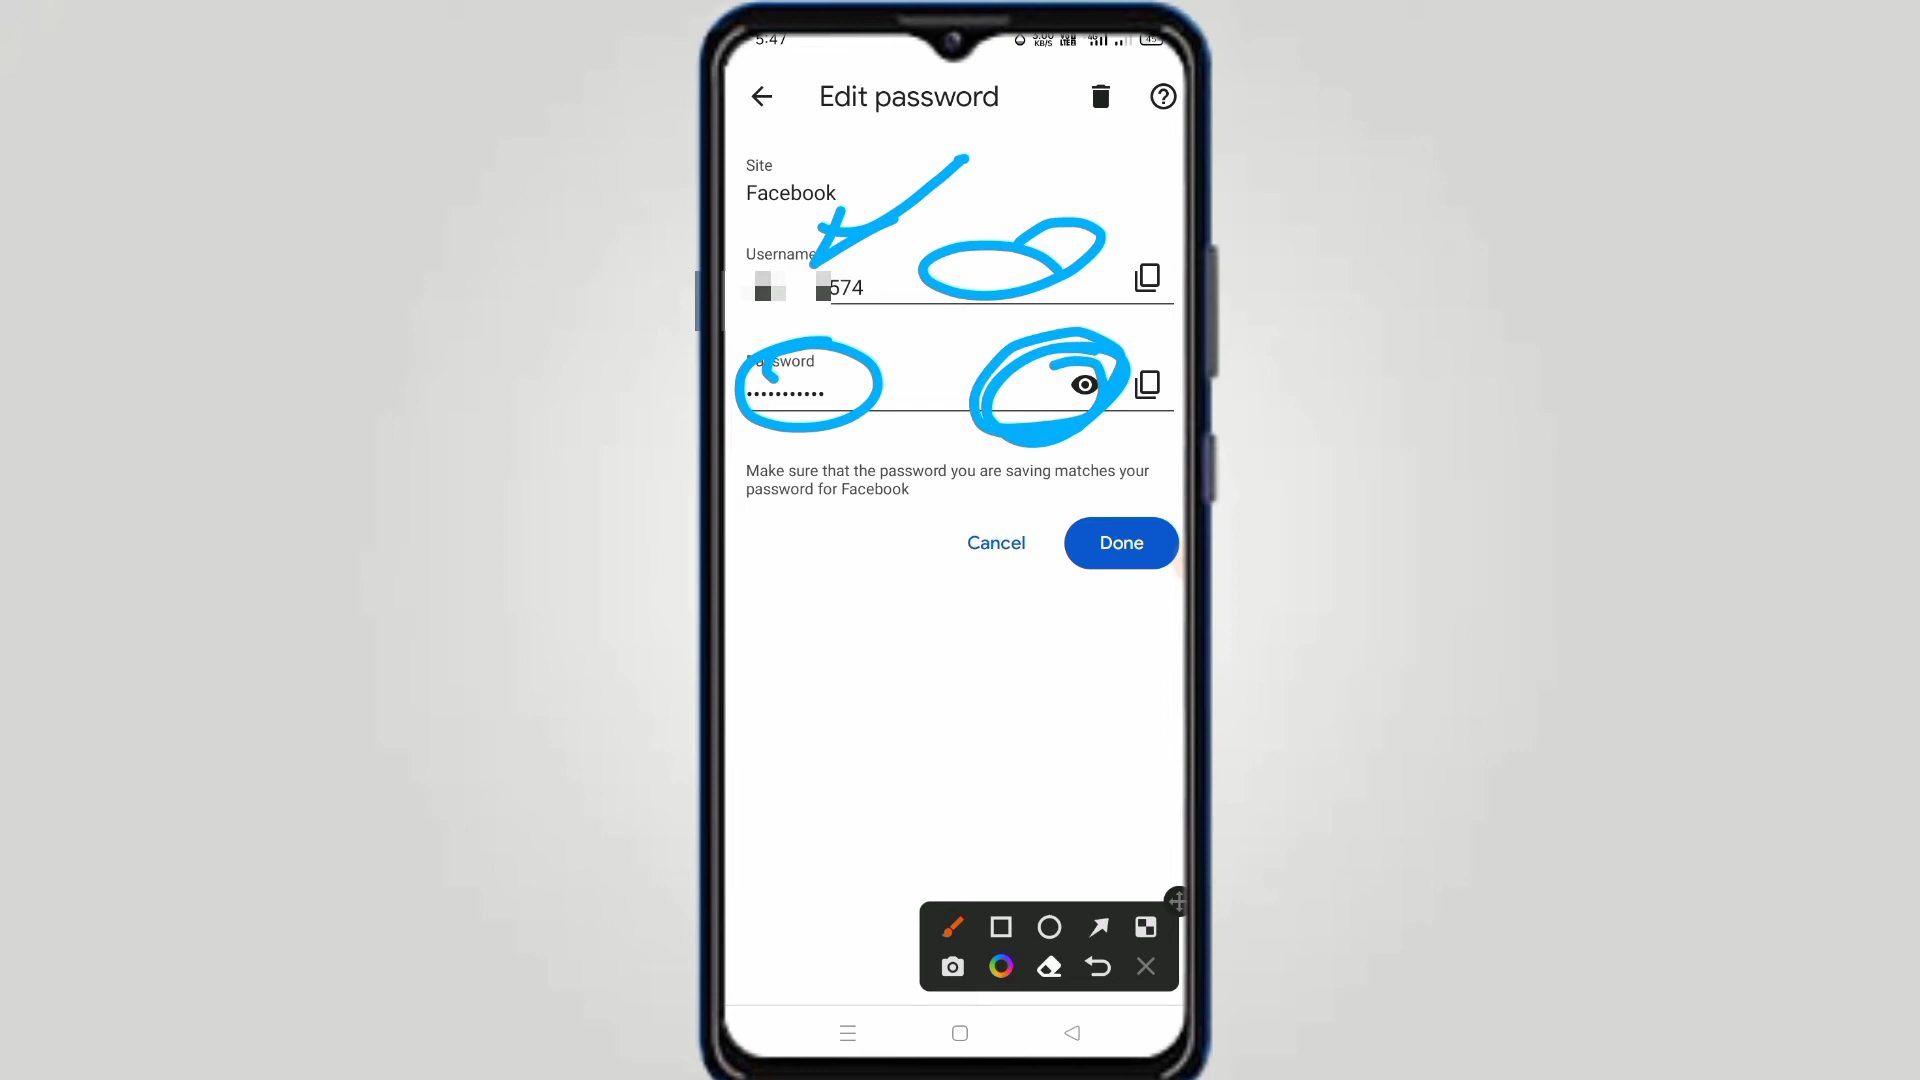 5:47
Edit password
Site
Facebook
Username
574
Password
•••••••••••
Make sure that the password you are saving matches your
password for Facebook
Cancel
Done